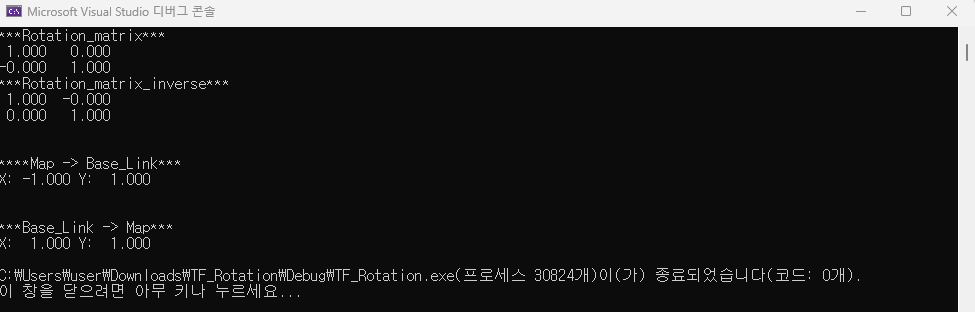 Microsoft Visual Studio 디버그 콘솔
***Rotation_matrix***
1.000 0.000
-0.000 1.000
***Rotation_matrix_inverse***
1.000 -0.000
0.000 1.000
****Map -> Base_Link***
X: -1.000 Y: 1.000
***Base_Link -> Map***
X: 1.000 Y: 1.000
C:₩Users₩user₩Downloads₩TF_Rotation₩Debug₩TF_Rotation.exe(프로세스 30824개)이(가) 종료되었습니다(코드: 0개).
이 창을 닫으려면 아무 키나 누르세요...